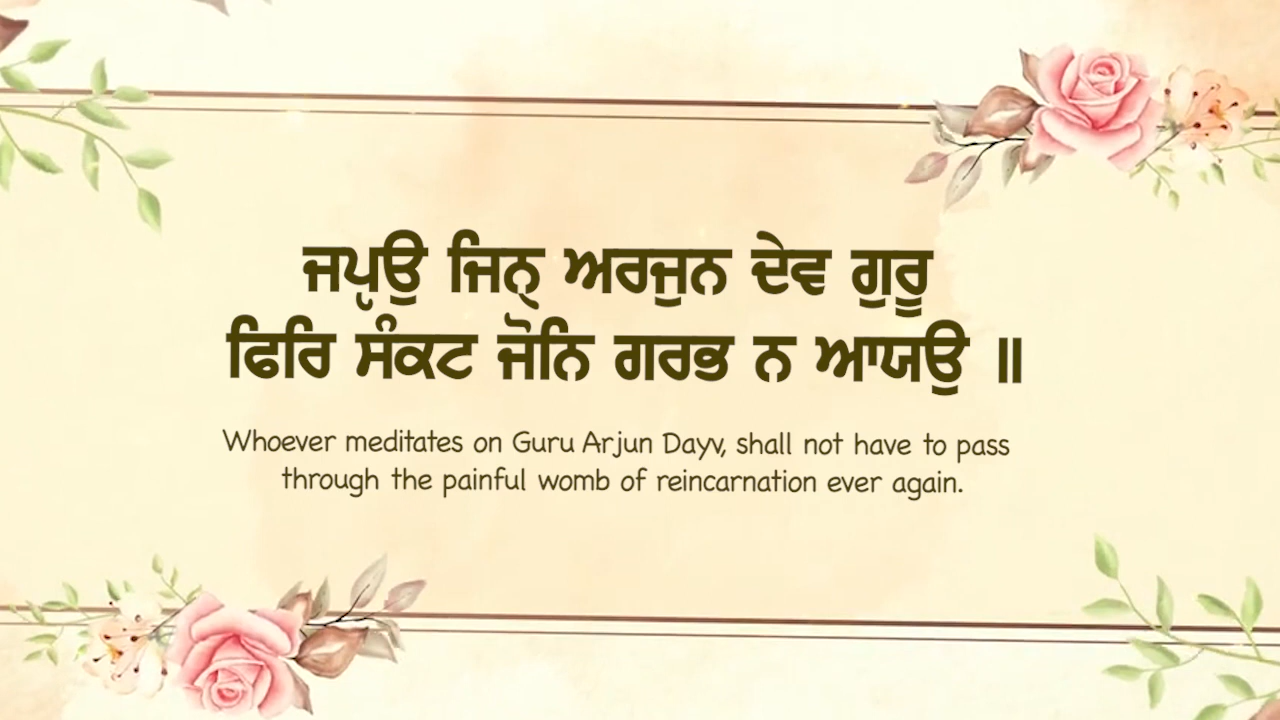 ਜਪੵਉ ਜਿਨੑ ਅਰਜੁਨ ਦੇਵ ਗੁਰੂ
ਫਿਰਿ ਸੰਕਟ ਜੋਨਿ ਗਰਭ ਨ ਆਯਉ ॥
Whoever meditates on Guru Arjun Dayv, shall not have to pass
through the painful womb of reincarnation ever again.